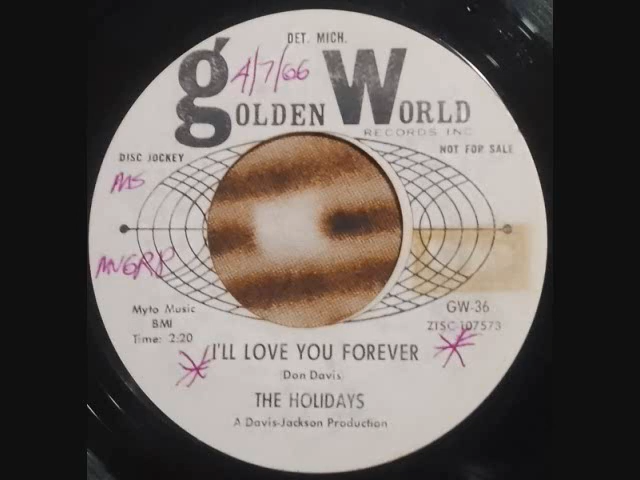 DET. MICH.
4/7/66
gOLDEN WORLD
RECORDS INC
DISC JOCKEY
NOT FOR SALE
Myto Music
BMI
Time: 2:20
GW-36
ZTSC-107573
I'LL LOVE YOU FOREVER
(Don Davis)
THE HOLIDAYS
A Davis-Jackson Production